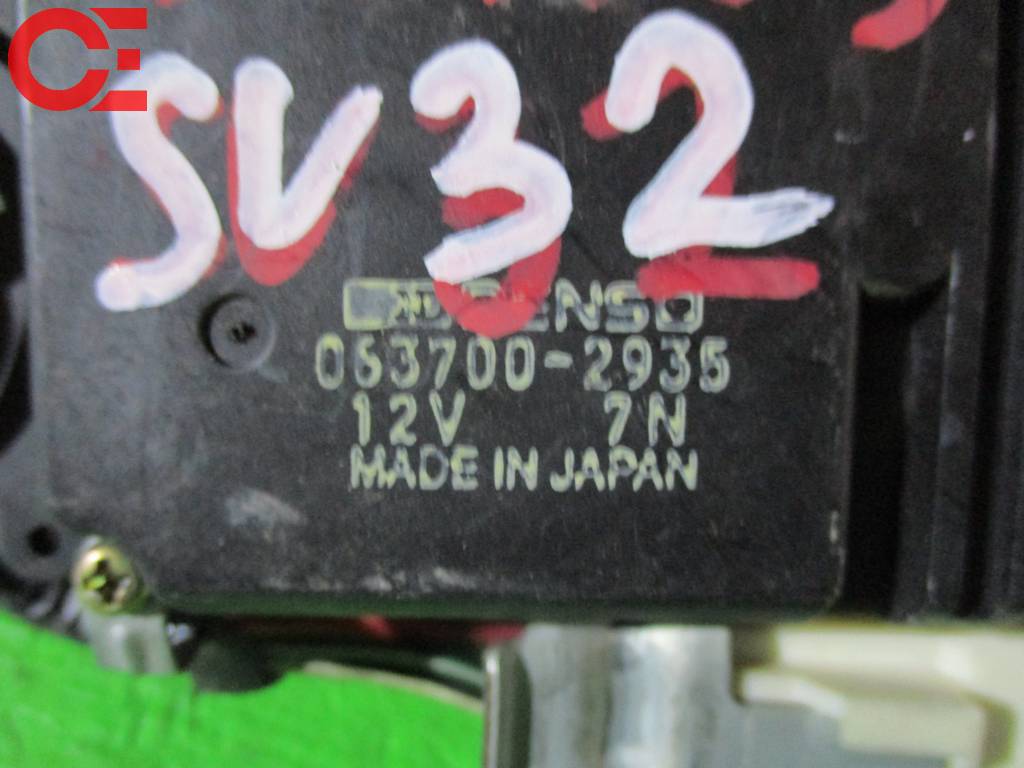 SV32
DENSO
063700-2935
12V 7N
MADE IN JAPAN